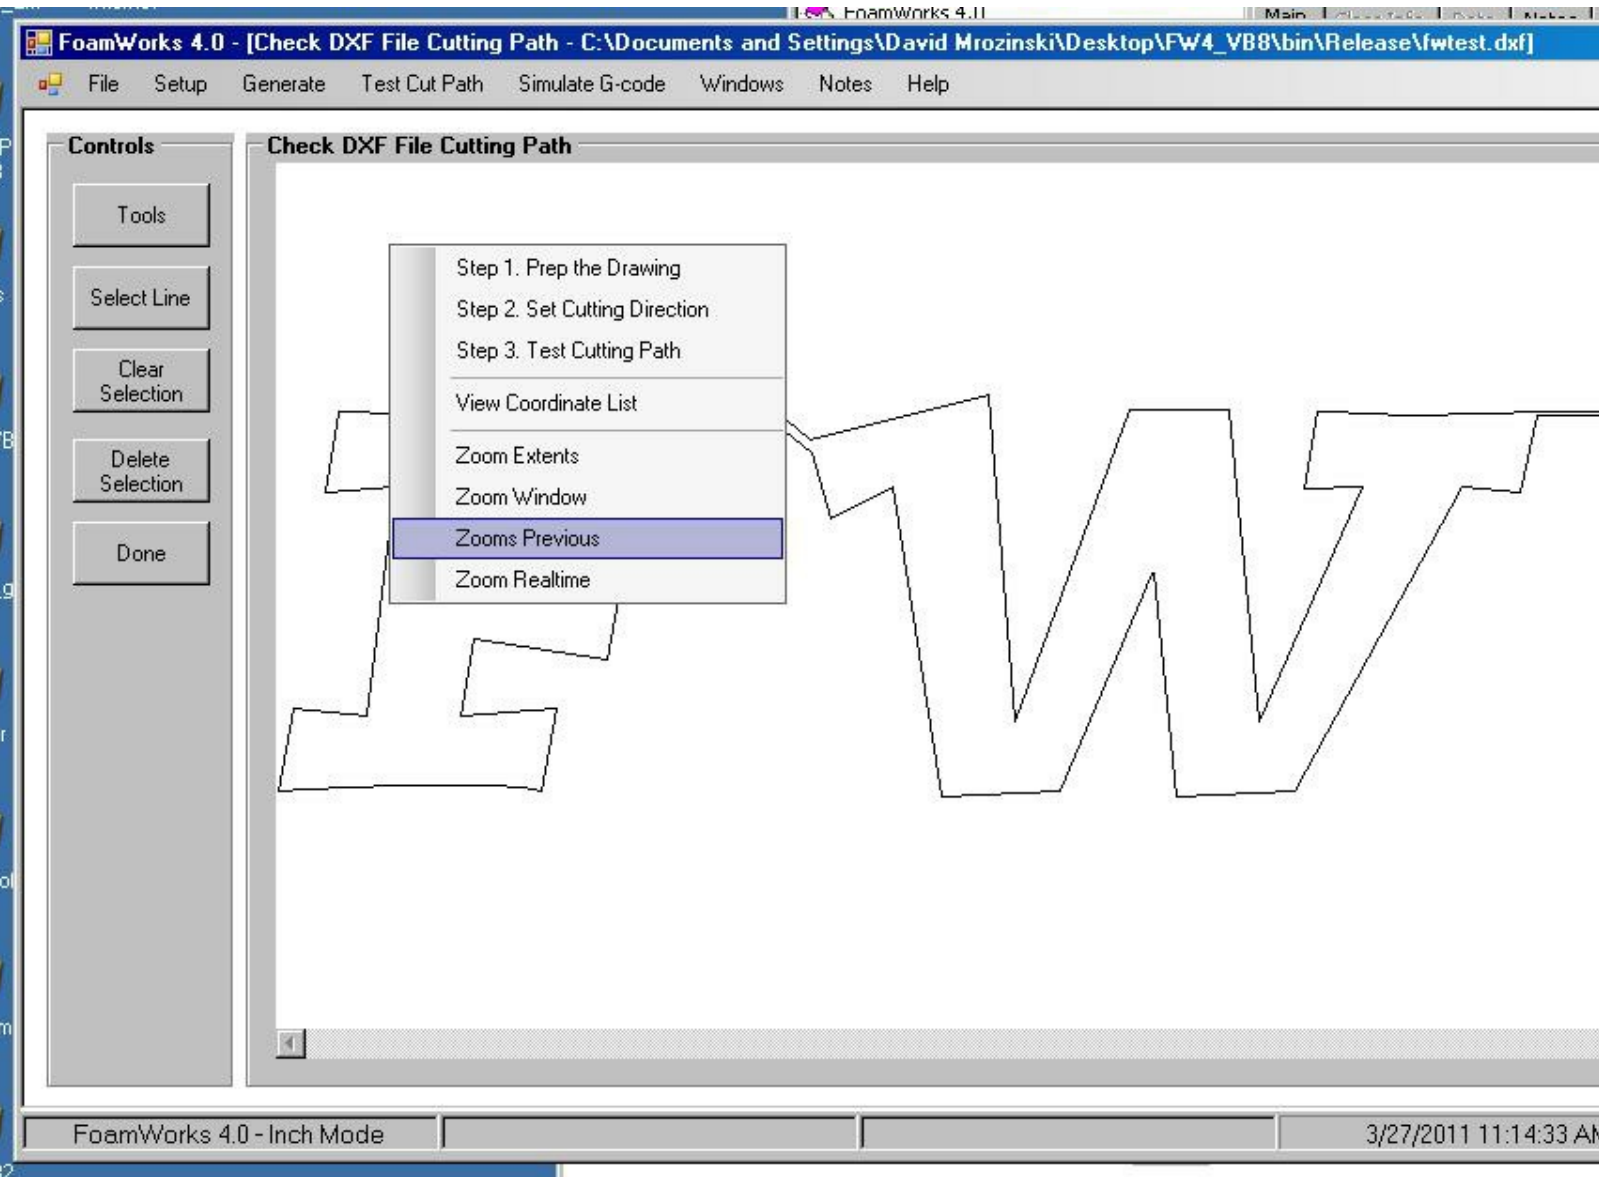 FoamWorks 4.0
Main
Notes
FoamWorks 4.0 - [Check DXF File Cutting Path - C:\Documents and Settings\David Mrozinski\Desktop\FW4_VB8\bin\Release\fwtest.dxf]
File Setup Generate Test Cut Path Simulate G-code Windows Notes Help
Controls
Check DXF File Cutting Path
Tools
Select Line
Clear
Selection
Delete
Selection
Done
Step 1. Prep the Drawing
Step 2. Set Cutting Direction
Step 3. Test Cutting Path
View Coordinate List
Zoom Extents
Zoom Window
Zooms Previous
Zoom Realtime
FoamWorks 4.0 - Inch Mode
3/27/2011 11:14:33 AM